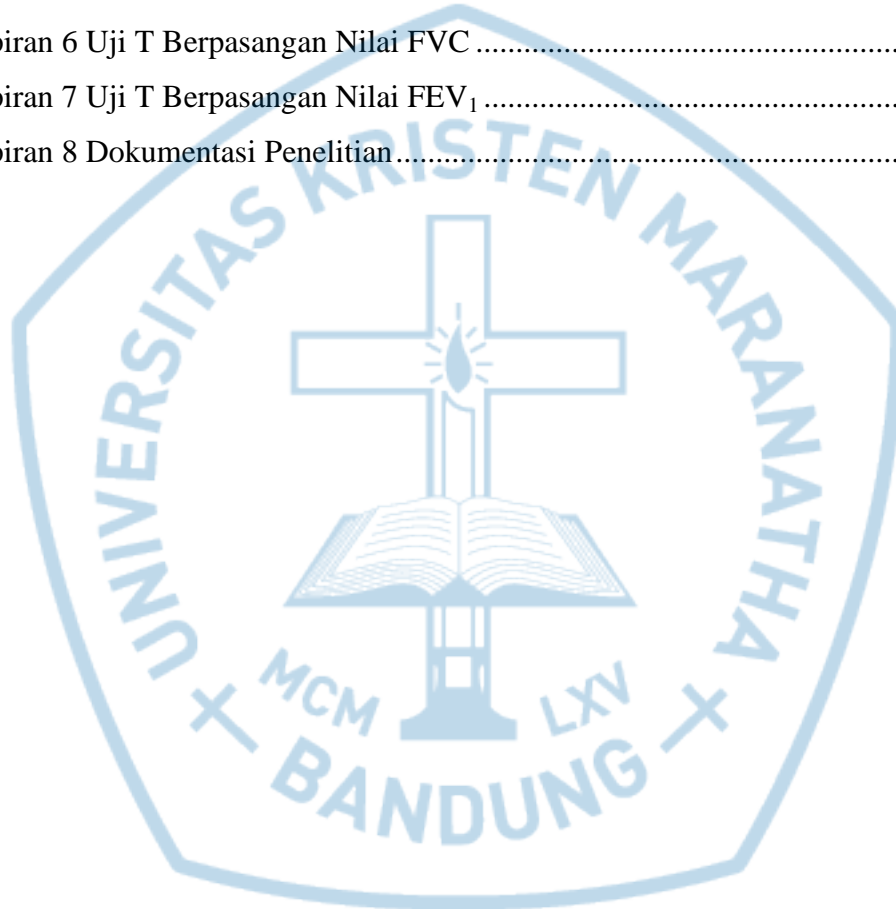 piran 6 Uji T Berpasangan Nilai FVC ........................................................
piran 7 Uji T Berpasangan Nilai FEV₁ .......................................................
piran 8 Dokumentasi Penelitian ..................................................................
UNIVERSITAS KRISTEN MARANATHA
MCM LXV
BANDUNG